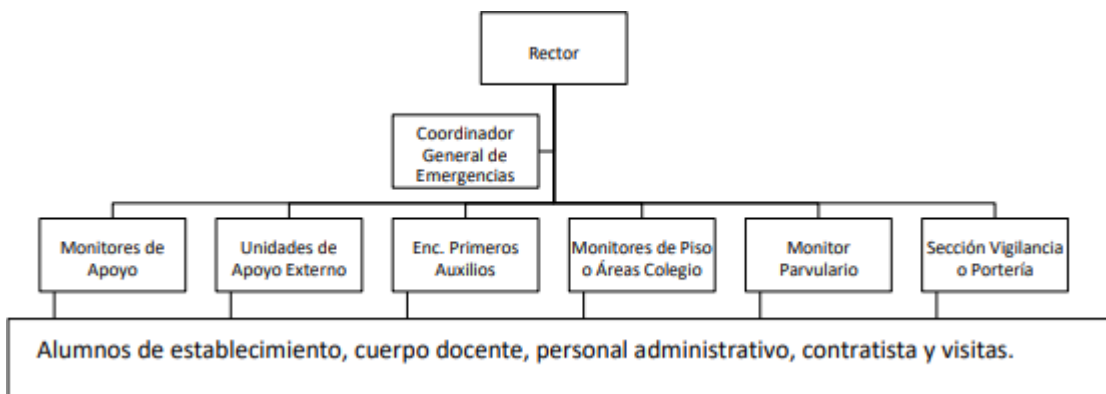 Rector
Coordinador
General de
Emergencias
Monitores de
Apoyo
Unidades de
Apoyo Externo
Enc. Primeros
Auxilios
Monitores de Piso
o Áreas Colegio
Monitor
Parvulario
Sección Vigilancia
o Portería
Alumnos de establecimiento, cuerpo docente, personal administrativo, contratista y visitas.